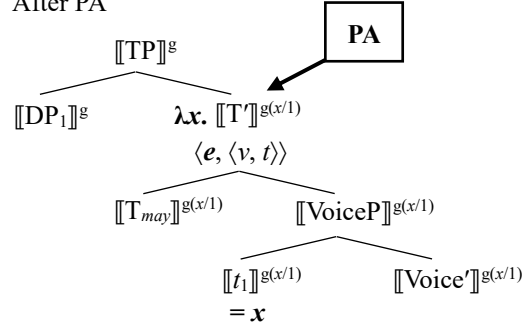 After PA
PA
⟦TP⟧ᵍ
⟦DP₁⟧ᵍ λx. ⟦T′⟧ᵍ⁽ˣ/¹⁾
⟨e, ⟨v, t⟩⟩
⟦Tmay⟧ᵍ⁽ˣ/¹⁾ ⟦VoiceP⟧ᵍ⁽ˣ/¹⁾
⟦t₁⟧ᵍ⁽ˣ/¹⁾ ⟦Voice′⟧ᵍ⁽ˣ/¹⁾
= x